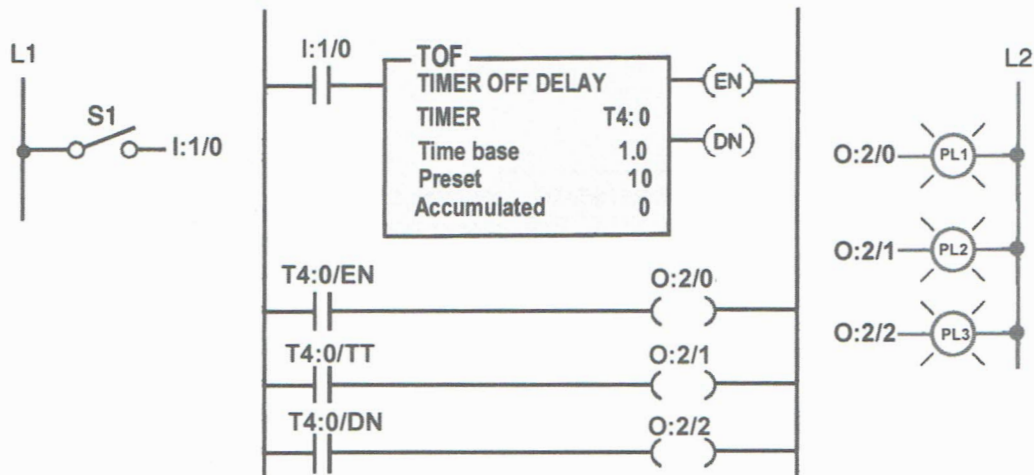 L1
S1
I:1/0
I:1/0
TOF
TIMER OFF DELAY
TIMER T4:0
Time base 1.0
Preset 10
Accumulated 0
EN
DN
T4:0/EN O:2/0
T4:0/TT O:2/1
T4:0/DN O:2/2
L2
O:2/0 PL1
O:2/1 PL2
O:2/2 PL3